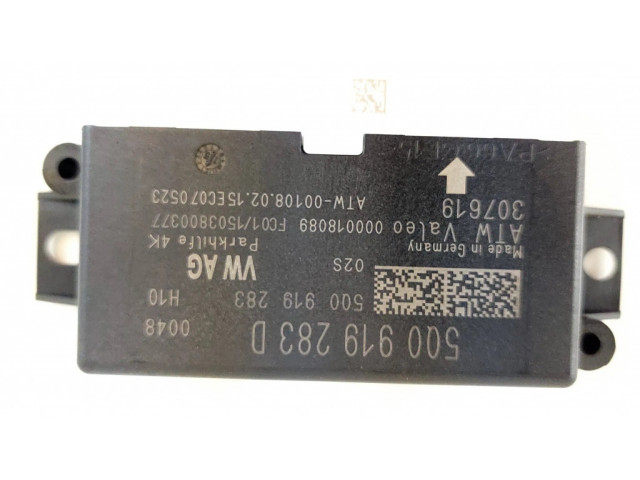 5Q0 919 283 D
0048
5Q0 919 283 H10
02S
VW AG
Parkhilfe 4K
Made in Germany
ATW Valeo 0000018089 FC01/1503800377
307619
ATW-00108.02.15EC070523